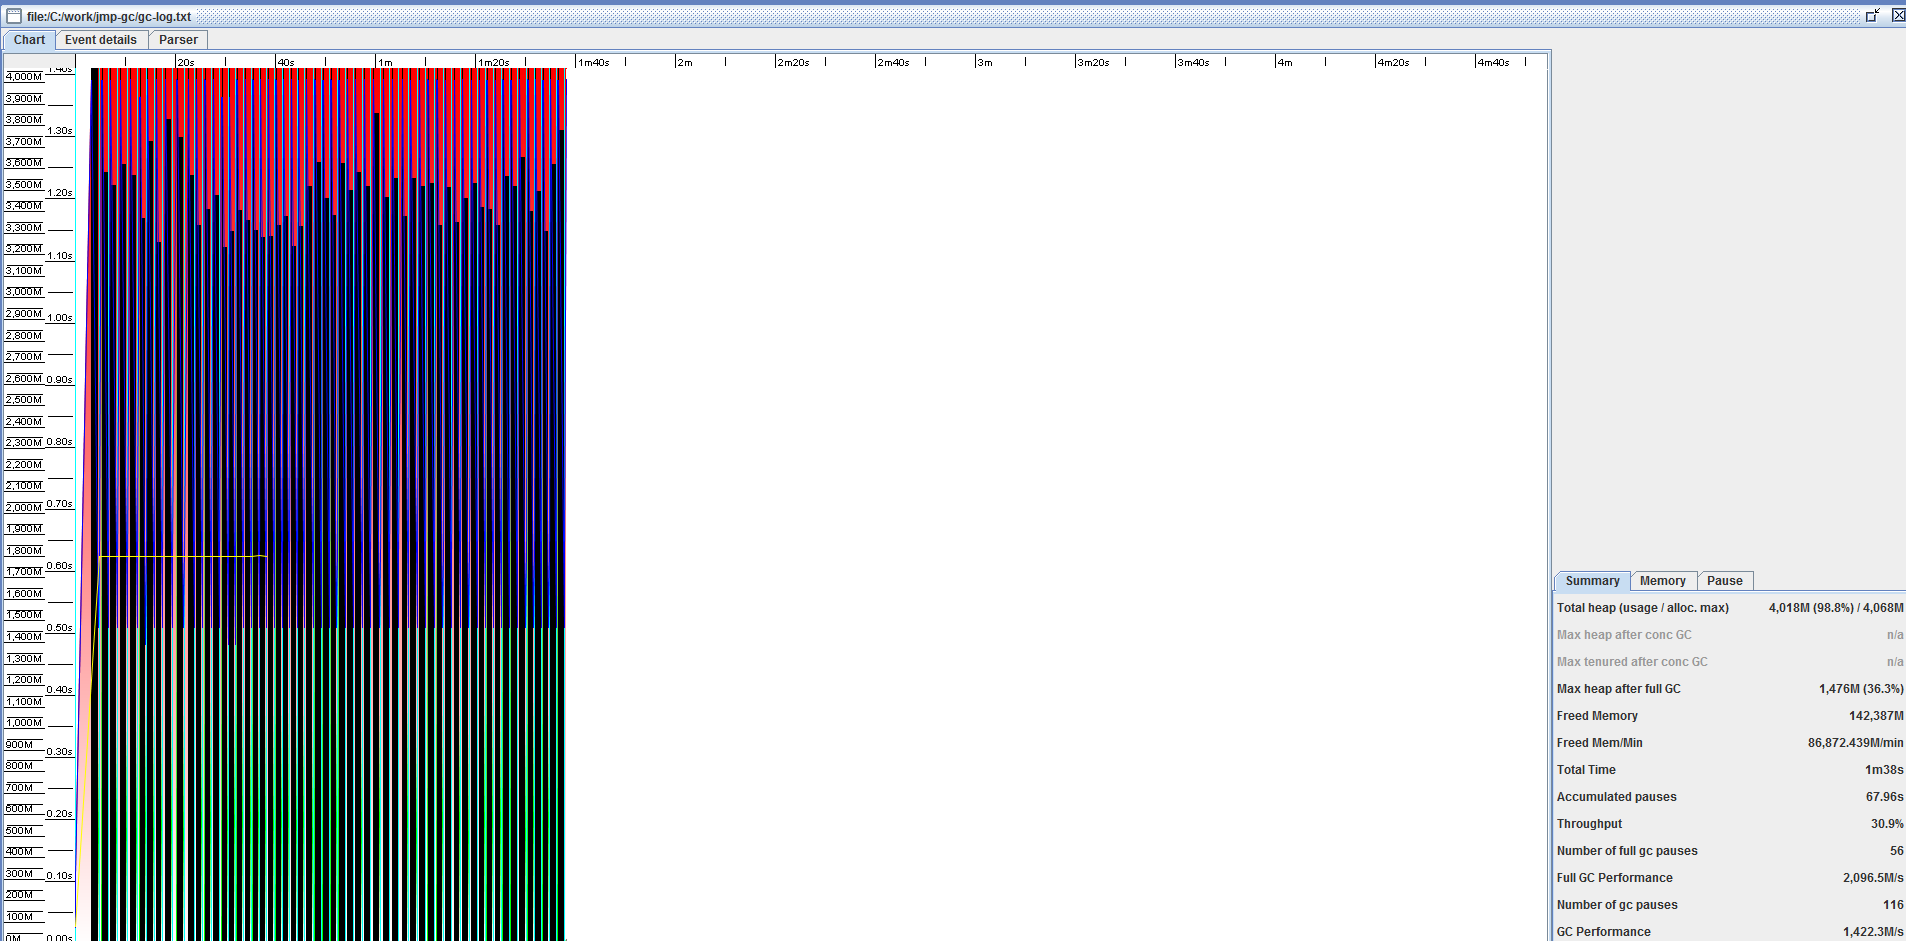 file:/C:/work/jmp-gc/gc-log.txt
Chart Event details Parser
20s 40s 1m 1m20s 1m40s 2m 2m20s 2m40s 3m 3m20s 3m40s 4m 4m20s 4m40s
4,000M
3,900M
3,800M
1.30s
3,700M
3,600M
3,500M
1.20s
3,400M
3,300M
3,200M
1.10s
3,100M
3,000M
2,900M
1.00s
2,800M
2,700M
2,600M
0.90s
2,500M
2,400M
2,300M
0.80s
2,200M
2,100M
2,000M
0.70s
1,900M
1,800M
1,700M
0.60s
1,600M
1,500M
0.50s
1,400M
1,300M
1,200M
0.40s
1,100M
1,000M
900M
0.30s
800M
700M
600M
0.20s
500M
400M
300M
0.10s
200M
100M
0M
0.00s
Summary Memory Pause
Total heap (usage / alloc. max) 4,018M (98.8%) / 4,068M
Max heap after conc GC n/a
Max tenured after conc GC n/a
Max heap after full GC 1,476M (36.3%)
Freed Memory 142,387M
Freed Mem/Min 86,872.439M/min
Total Time 1m38s
Accumulated pauses 67.96s
Throughput 30.9%
Number of full gc pauses 56
Full GC Performance 2,096.5M/s
Number of gc pauses 116
GC Performance 1,422.3M/s